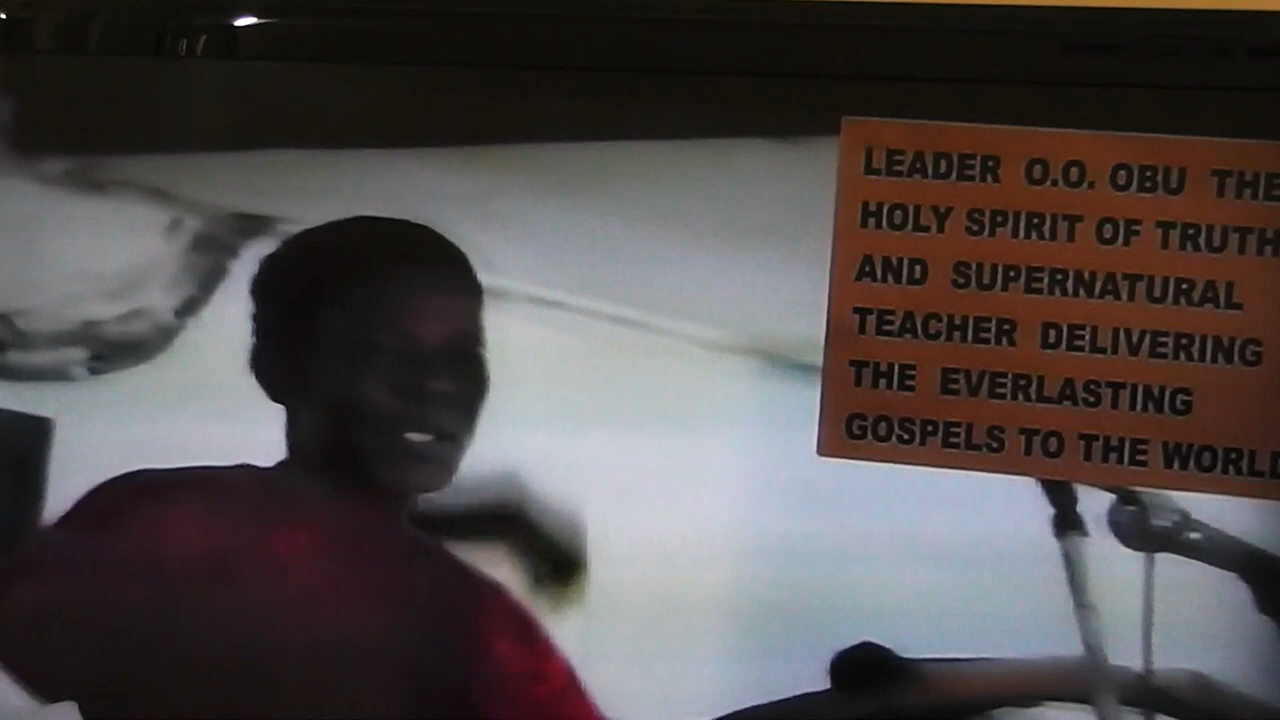 LEADER O.O. OBU THE
HOLY SPIRIT OF TRUTH
AND SUPERNATURAL
TEACHER DELIVERING
THE EVERLASTING
GOSPELS TO THE WORLD